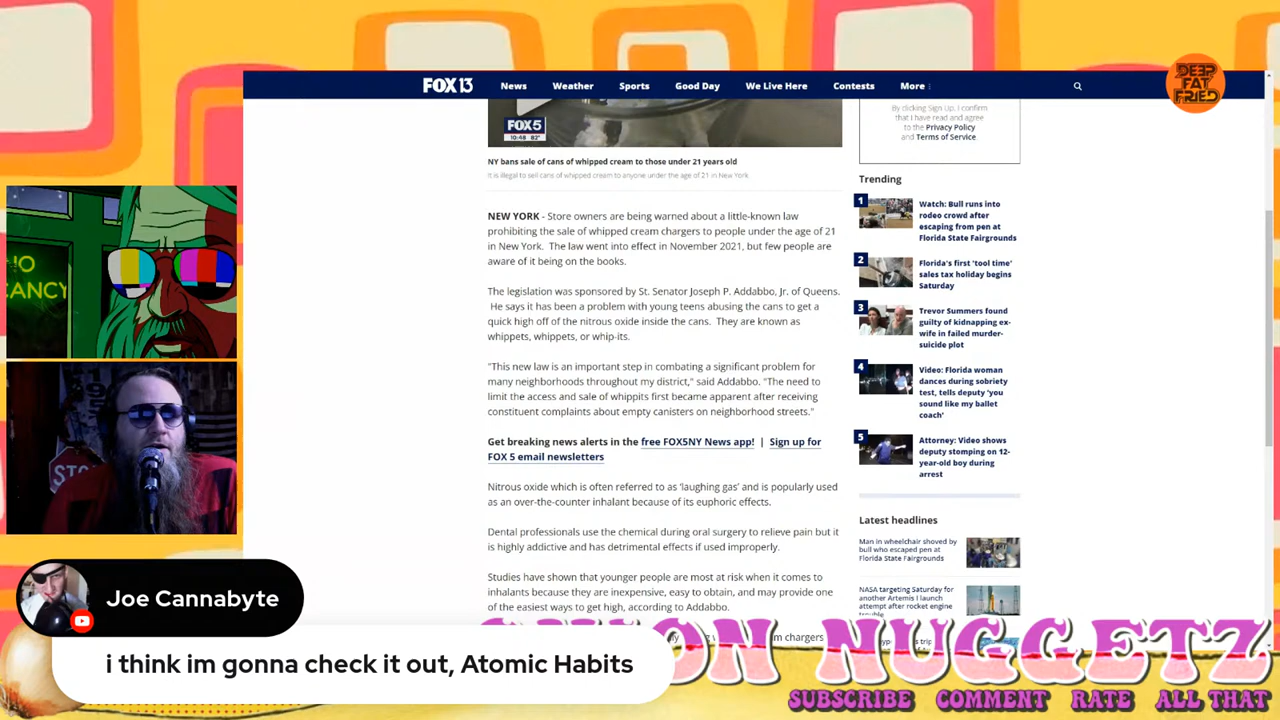 FOX 13 News Weather Sports Good Day We Live Here Contests More
DEEP
FAT
FRIED
FOX 5
10:48 82°
NY bans sale of cans of whipped cream to those under 21 years old
It is illegal to sell cans of whipped cream to anyone under the age of 21 in New York
NEW YORK - Store owners are being warned about a little-known law
prohibiting the sale of whipped cream chargers to people under the age of 21
in New York. The law went into effect in November 2021, but few people are
aware of it being on the books.
The legislation was sponsored by St. Senator Joseph P. Addabbo, Jr. of Queens.
He says it has been a problem with young teens abusing the cans to get a
quick high off of the nitrous oxide inside the cans. They are known as
whippets, whippets, or whip-its.
"This new law is an important step in combating a significant problem for
many neighborhoods throughout my district," said Addabbo. "The need to
limit the access and sale of whippits first became apparent after receiving
constituent complaints about empty canisters on neighborhood streets."
Get breaking news alerts in the free FOX5NY News app! | Sign up for
FOX 5 email newsletters
Nitrous oxide which is often referred to as 'laughing gas' and is popularly used
as an over-the-counter inhalant because of its euphoric effects.
Dental professionals use the chemical during oral surgery to relieve pain but it
is highly addictive and has detrimental effects if used improperly.
Studies have shown that younger people are most at risk when it comes to
inhalants because they are inexpensive, easy to obtain, and may provide one
of the easiest ways to get high, according to Addabbo.
chargers
By clicking Sign Up, I confirm
that I have read and agree
to the Privacy Policy
and Terms of Service.
Trending
1
Watch: Bull runs into
rodeo crowd after
escaping from pen at
Florida State Fairgrounds
2
Florida's first 'tool time'
sales tax holiday begins
Saturday
3
Trevor Summers found
guilty of kidnapping ex-
wife in failed murder-
suicide plot
4
Video: Florida woman
dances during sobriety
test, tells deputy 'you
sound like my ballet
coach'
5
Attorney: Video shows
deputy stomping on 12-
year-old boy during
arrest
Latest headlines
Man in wheelchair shoved by
bull who escaped pen at
Florida State Fairgrounds
NASA targeting Saturday for
another Artemis I launch
attempt after rocket engine
trouble
NO
CANCY
STO
Joe Cannabyte
i think im gonna check it out, Atomic Habits
ON NUGGETZ
SUBSCRIBE COMMENT RATE ALL THAT